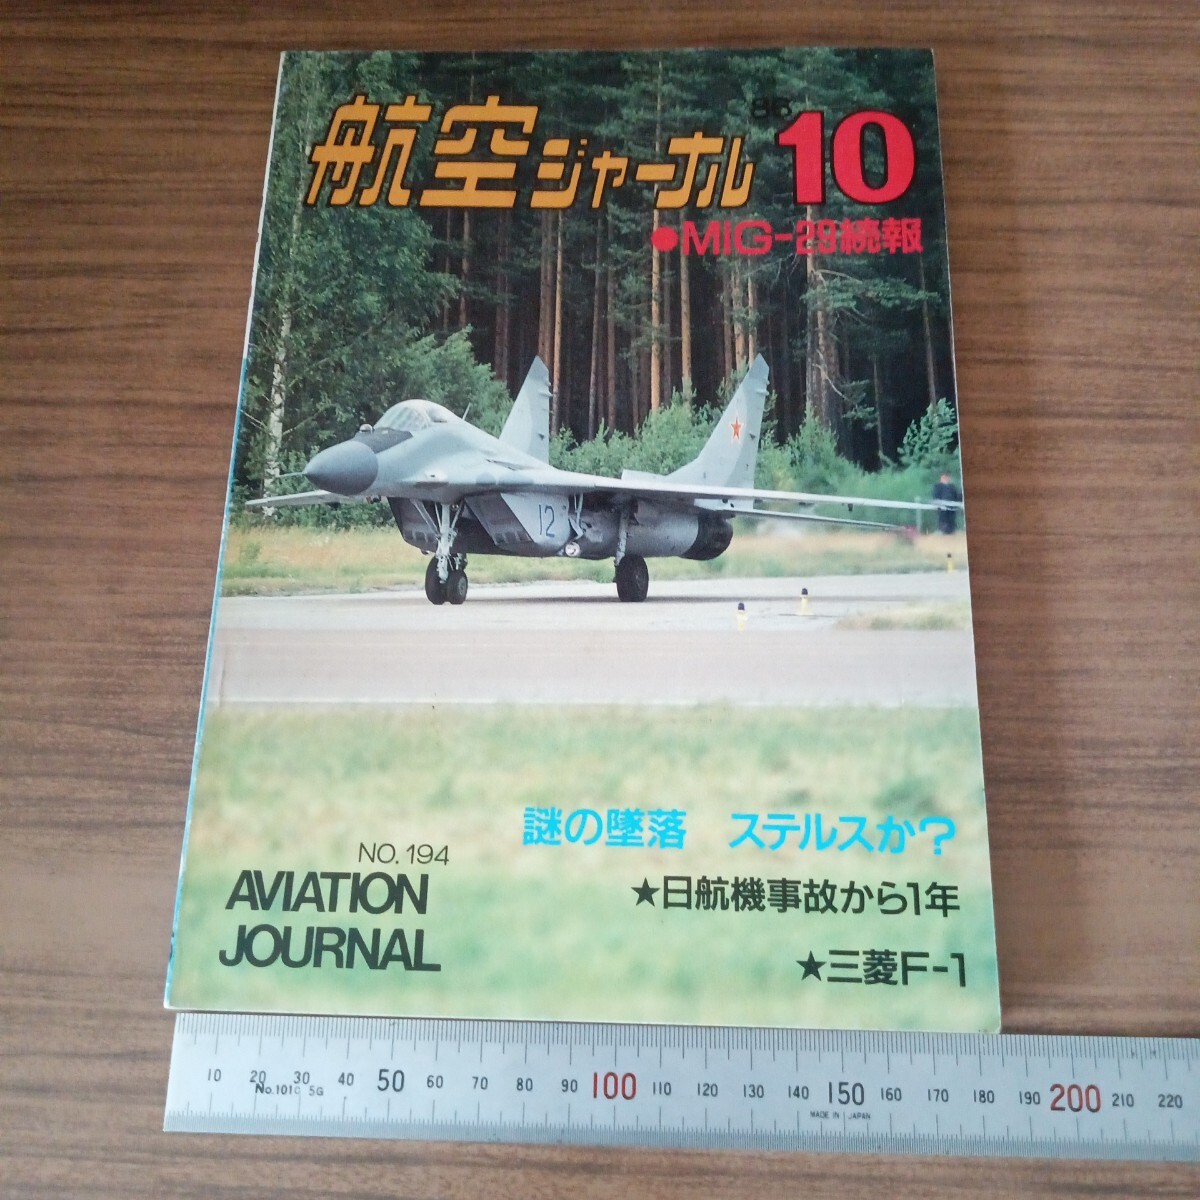 航空ジャーナル
'86 10
●MIG-29続報
12
謎の墜落 ステルスか?
NO.194
AVIATION
JOURNAL
★日航機事故から1年
★三菱F-1
10 20 30 40 50 60 70 80 90 100 110 120 130 140 150 160 170 180 190 200 210 220
No.101C 5G
MADE IN JAPAN